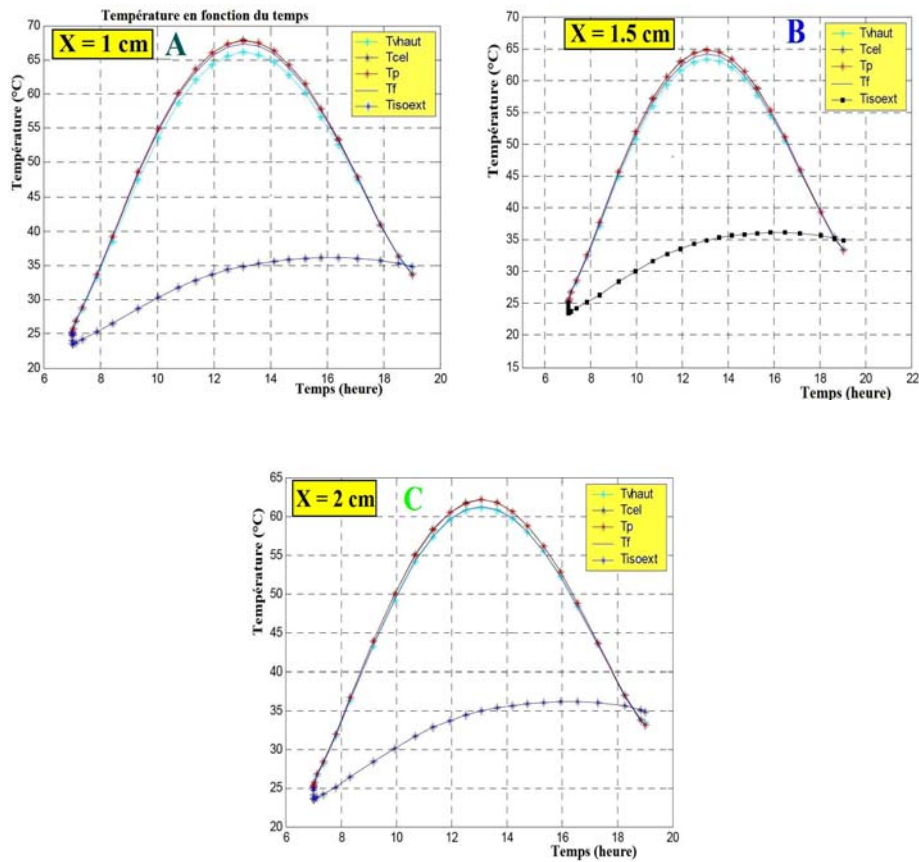 Température en fonction du temps
X = 1 cm
A
Température (°C)
70
65
60
55
50
45
40
35
30
25
20
6 8 10 12 14 16 18 20
Temps (heure)
Tvhaut
Tcel
Tp
Tf
Tisoext
X = 1.5 cm
B
Température (°C)
70
65
60
55
50
45
40
35
30
25
20
15
6 8 10 12 14 16 18 20 22
Temps (heure)
Tvhaut
Tcel
Tp
Tf
Tisoext
X = 2 cm
C
Température (°C)
65
60
55
50
45
40
35
30
25
20
6 8 10 12 14 16 18 20
Temps (heure)
Tvhaut
Tcel
Tp
Tf
Tisoext